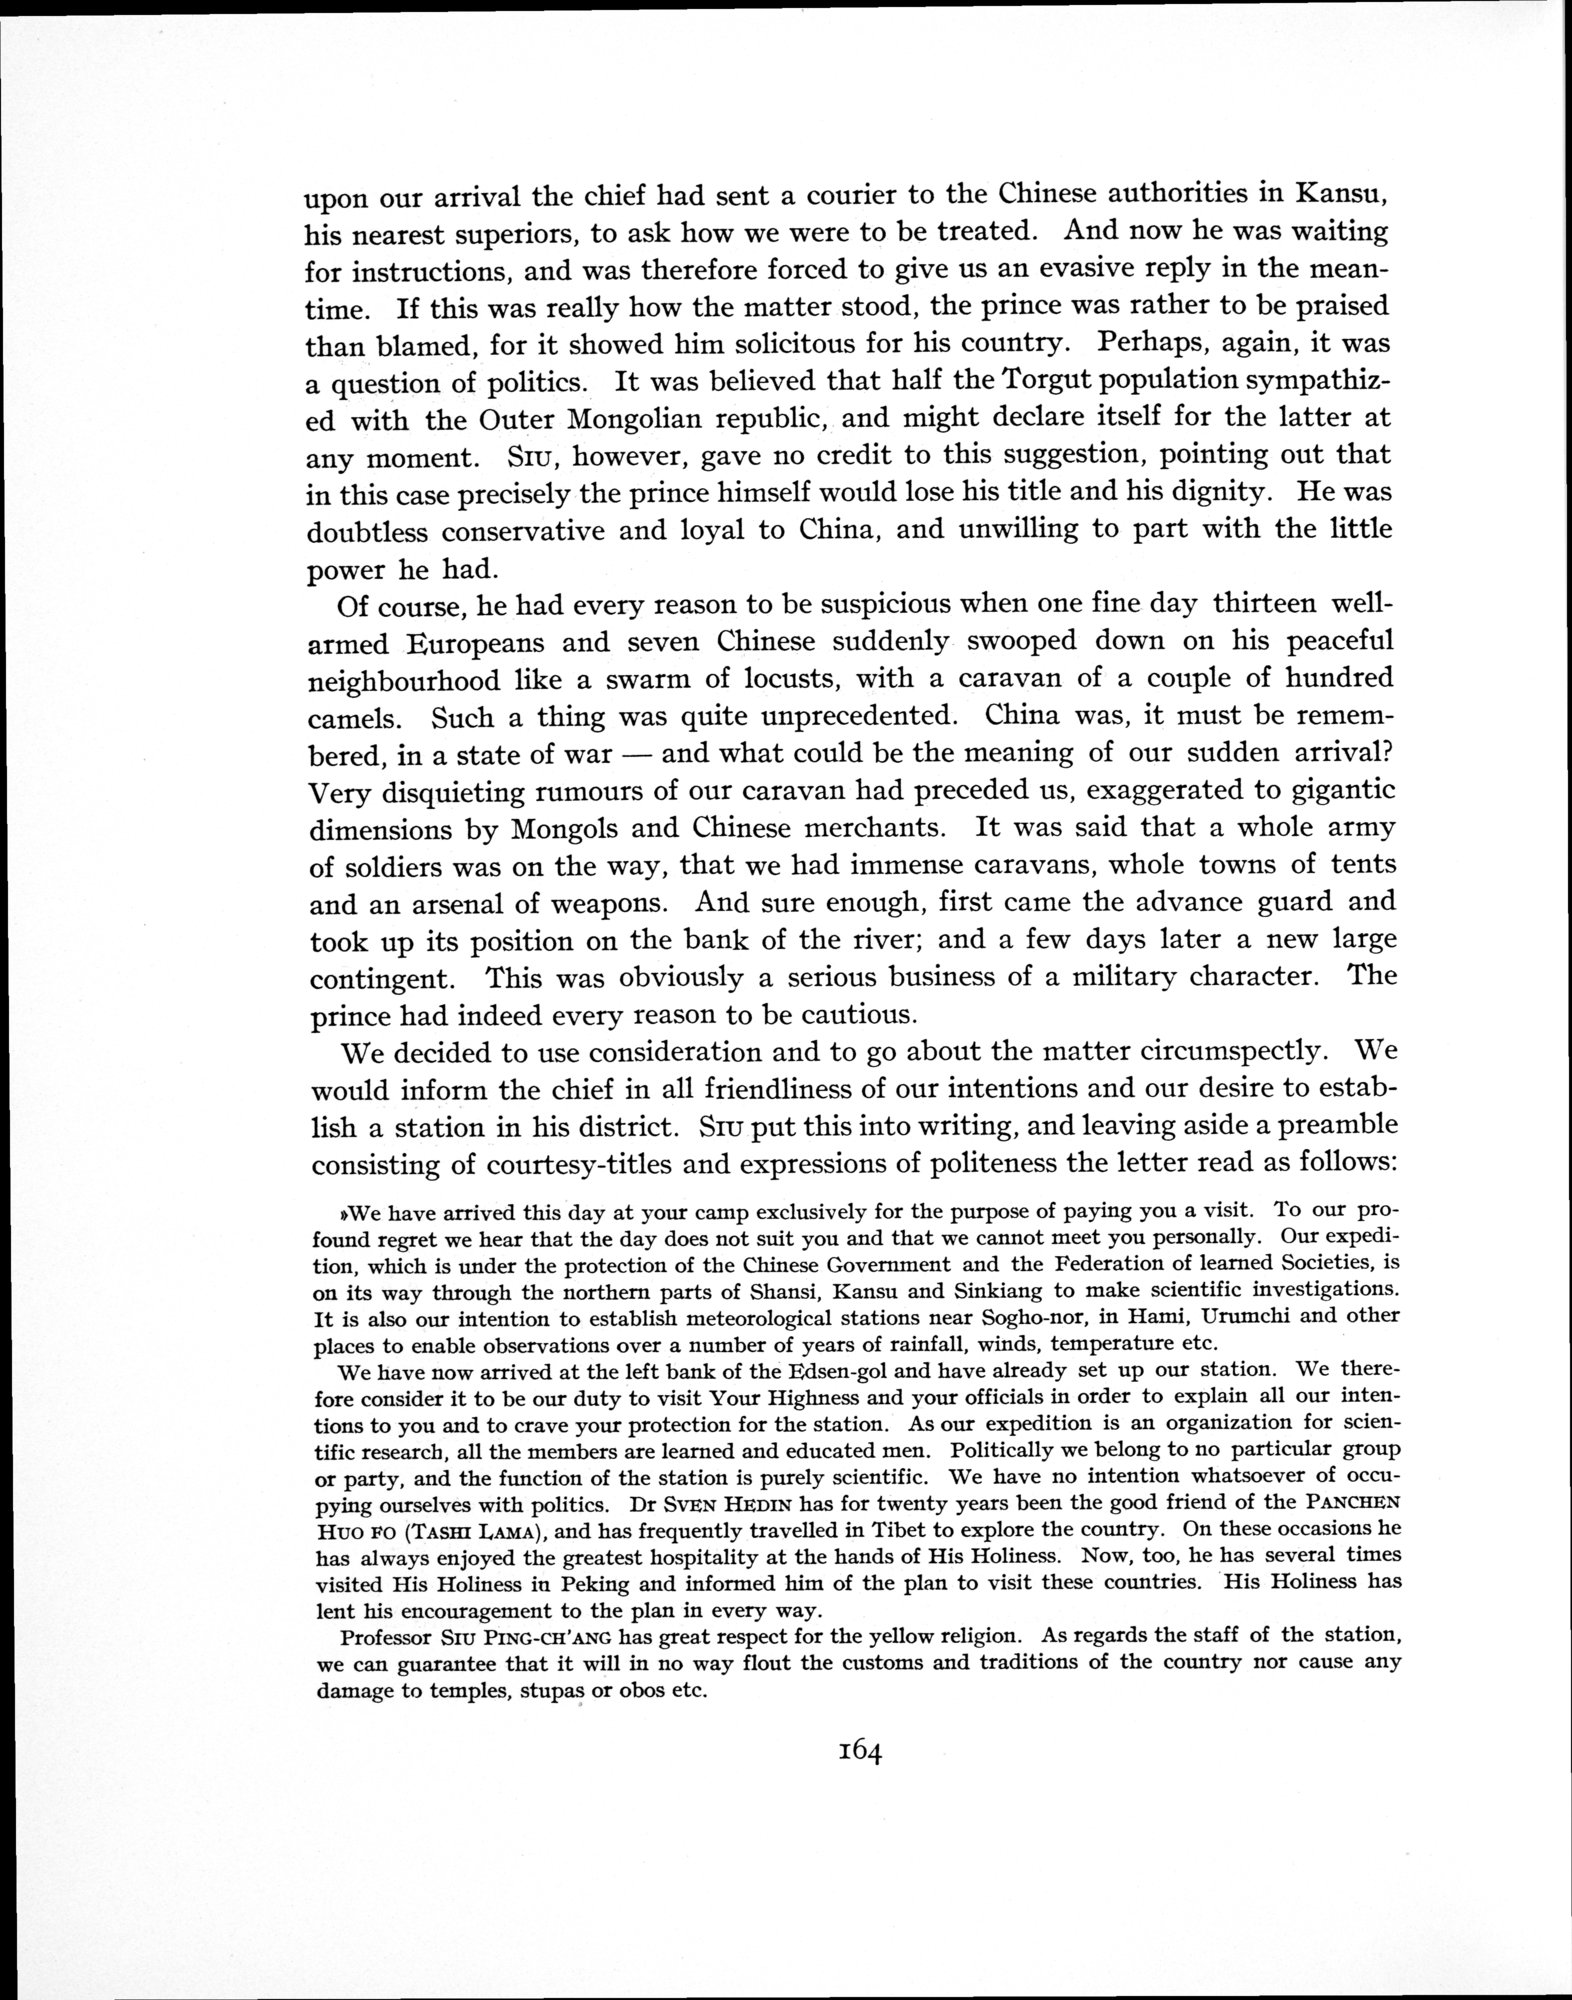 upon our arrival the chief had sent a courier to the Chinese authorities in Kansu,
his nearest superiors, to ask how we were to be treated. And now he was waiting
for instructions, and was therefore forced to give us an evasive reply in the mean-
time. If this was really how the matter stood, the prince was rather to be praised
than blamed, for it showed him solicitous for his country. Perhaps, again, it was
a question of politics. It was believed that half the Torgut population sympathiz-
ed with the Outer Mongolian republic, and might declare itself for the latter at
any moment. SIU, however, gave no credit to this suggestion, pointing out that
in this case precisely the prince himself would lose his title and his dignity. He was
doubtless conservative and loyal to China, and unwilling to part with the little
power he had.
Of course, he had every reason to be suspicious when one fine day thirteen well-
armed Europeans and seven Chinese suddenly swooped down on his peaceful
neighbourhood like a swarm of locusts, with a caravan of a couple of hundred
camels. Such a thing was quite unprecedented. China was, it must be remem-
bered, in a state of war — and what could be the meaning of our sudden arrival?
Very disquieting rumours of our caravan had preceded us, exaggerated to gigantic
dimensions by Mongols and Chinese merchants. It was said that a whole army
of soldiers was on the way, that we had immense caravans, whole towns of tents
and an arsenal of weapons. And sure enough, first came the advance guard and
took up its position on the bank of the river; and a few days later a new large
contingent. This was obviously a serious business of a military character. The
prince had indeed every reason to be cautious.
We decided to use consideration and to go about the matter circumspectly. We
would inform the chief in all friendliness of our intentions and our desire to estab-
lish a station in his district. SIU put this into writing, and leaving aside a preamble
consisting of courtesy-titles and expressions of politeness the letter read as follows:
»We have arrived this day at your camp exclusively for the purpose of paying you a visit. To our pro-
found regret we hear that the day does not suit you and that we cannot meet you personally. Our expedi-
tion, which is under the protection of the Chinese Government and the Federation of learned Societies, is
on its way through the northern parts of Shansi, Kansu and Sinkiang to make scientific investigations.
It is also our intention to establish meteorological stations near Sogho-nor, in Hami, Urumchi and other
places to enable observations over a number of years of rainfall, winds, temperature etc.
We have now arrived at the left bank of the Edsen-gol and have already set up our station. We there-
fore consider it to be our duty to visit Your Highness and your officials in order to explain all our inten-
tions to you and to crave your protection for the station. As our expedition is an organization for scien-
tific research, all the members are learned and educated men. Politically we belong to no particular group
or party, and the function of the station is purely scientific. We have no intention whatsoever of occu-
pying ourselves with politics. Dr SVEN HEDIN has for twenty years been the good friend of the PANCHEN
HUO FO (TASHI LAMA), and has frequently travelled in Tibet to explore the country. On these occasions he
has always enjoyed the greatest hospitality at the hands of His Holiness. Now, too, he has several times
visited His Holiness in Peking and informed him of the plan to visit these countries. His Holiness has
lent his encouragement to the plan in every way.
Professor SIU PING-CH'ANG has great respect for the yellow religion. As regards the staff of the station,
we can guarantee that it will in no way flout the customs and traditions of the country nor cause any
damage to temples, stupas or obos etc.
164